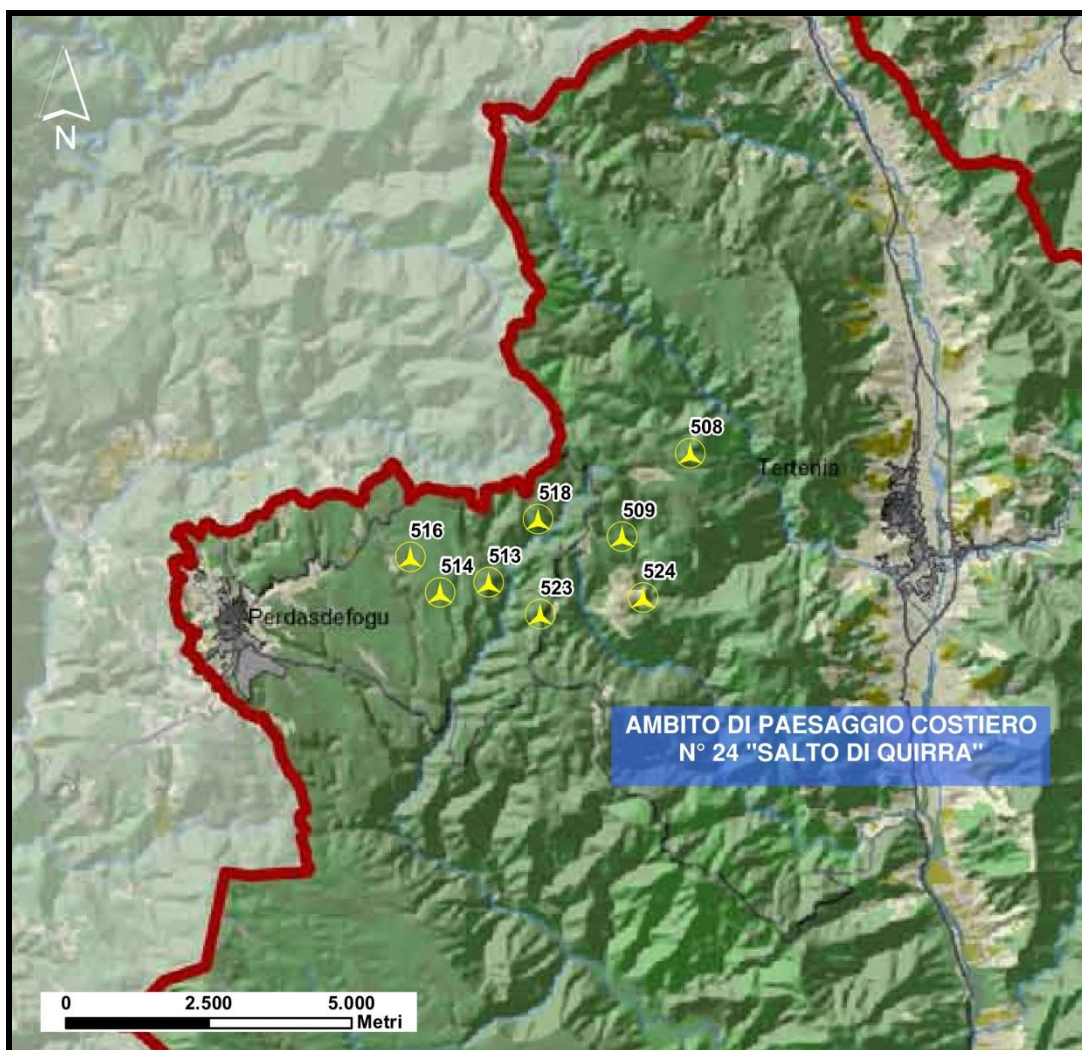 N
508
Tertenia
518
509
516
513
514
524
523
Perdasdefogu
AMBITO DI PAESAGGIO COSTIERO
N° 24 "SALTO DI QUIRRA"
0 2.500 5.000
Metri